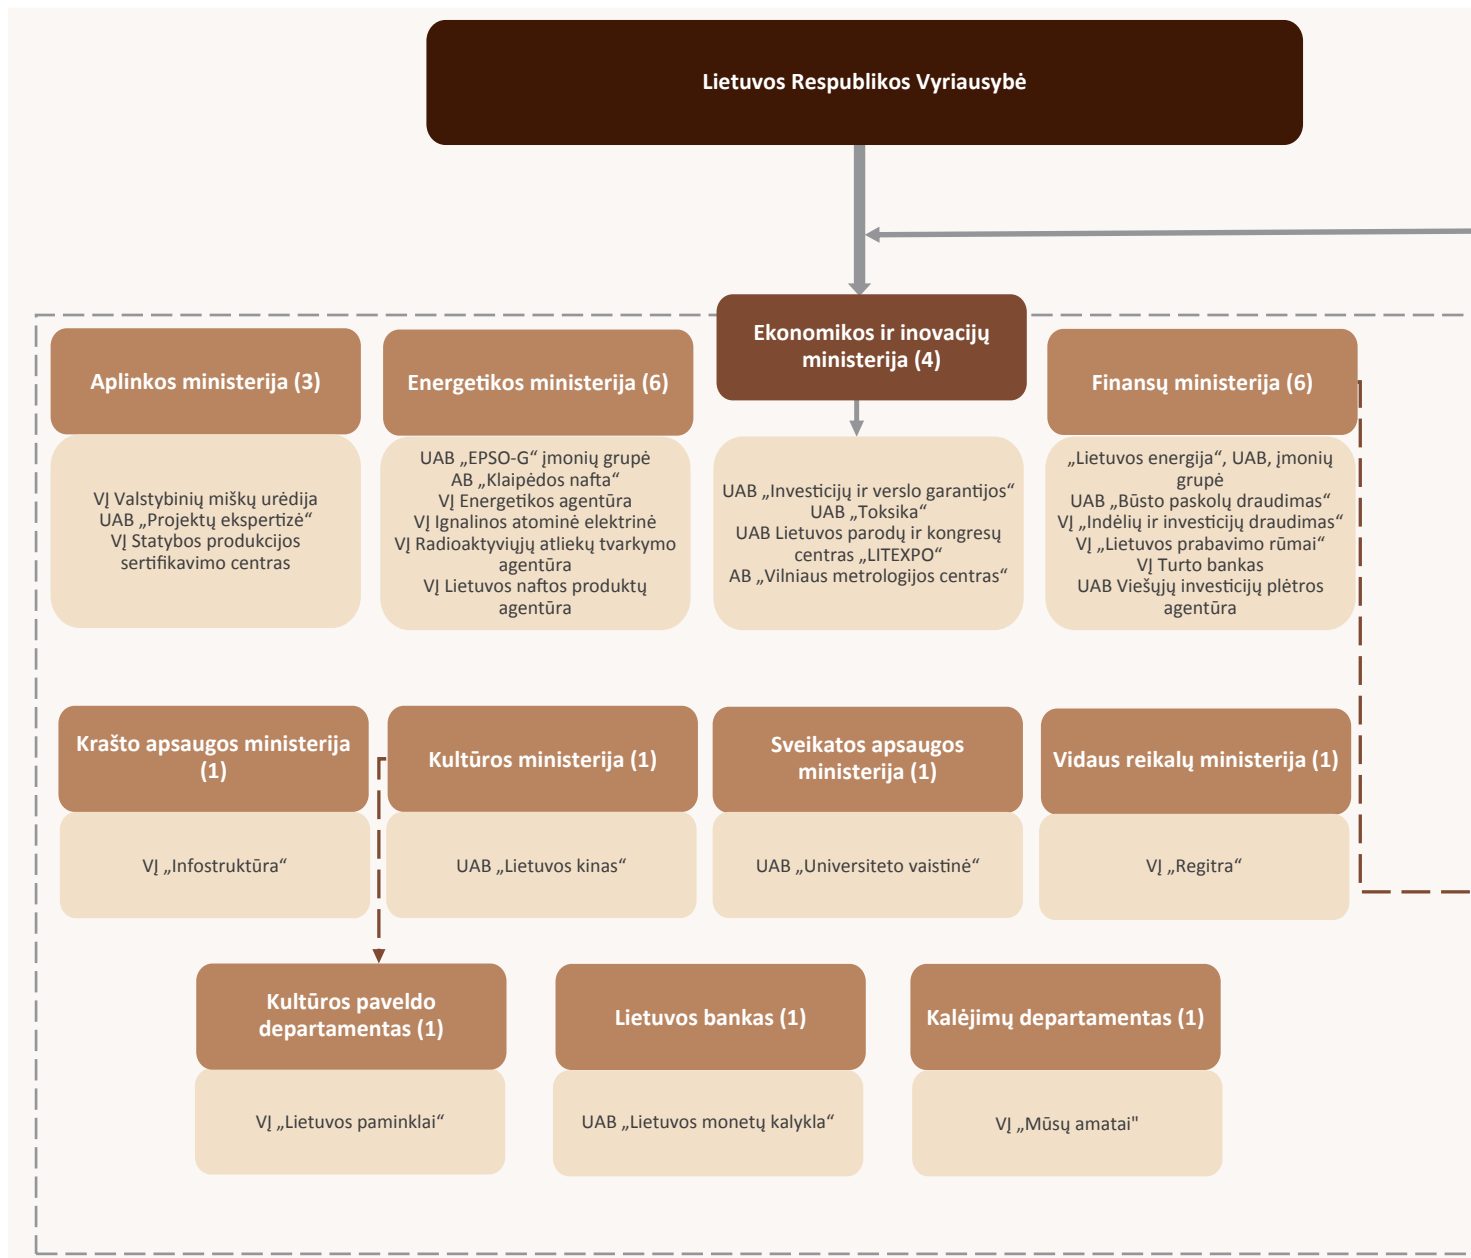 Lietuvos Respublikos Vyriausybė
Aplinkos ministerija (3)
VĮ Valstybinių miškų urėdija
UAB „Projektų ekspertizė“
VĮ Statybos produkcijos
sertifikavimo centras
Energetikos ministerija (6)
UAB „EPSO-G“ įmonių grupė
AB „Klaipėdos nafta“
VĮ Energetikos agentūra
VĮ Ignalinos atominė elektrinė
VĮ Radioaktyviųjų atliekų tvarkymo
agentūra
VĮ Lietuvos naftos produktų
agentūra
Ekonomikos ir inovacijų
ministerija (4)
UAB „Investicijų ir verslo garantijos“
UAB „Toksika“
UAB Lietuvos parodų ir kongresų
centras „LITEXPO“
AB „Vilniaus metrologijos centras“
Finansų ministerija (6)
„Lietuvos energija“, UAB, įmonių
grupė
UAB „Būsto paskolų draudimas“
VĮ „Indėlių ir investicijų draudimas“
VĮ „Lietuvos prabavimo rūmai“
VĮ Turto bankas
UAB Viešųjų investicijų plėtros
agentūra
Krašto apsaugos ministerija
(1)
VĮ „Infostruktūra“
Kultūros ministerija (1)
UAB „Lietuvos kinas“
Sveikatos apsaugos
ministerija (1)
UAB „Universiteto vaistinė“
Vidaus reikalų ministerija (1)
VĮ „Regitra“
Kultūros paveldo
departamentas (1)
VĮ „Lietuvos paminklai“
Lietuvos bankas (1)
UAB „Lietuvos monetų kalykla“
Kalėjimų departamentas (1)
VĮ „Mūsų amatai"